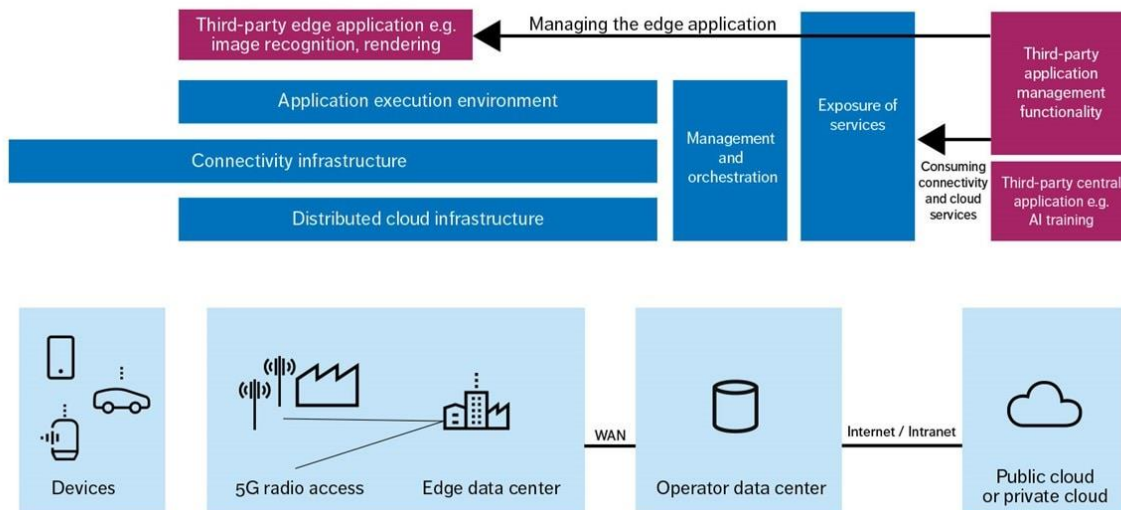 Third-party edge application e.g.
image recognition, rendering
Managing the edge application
Third-party
application
management
functionality
Application execution environment
Exposure of
services
Management
and
orchestration
Connectivity infrastructure
Consuming
connectivity
and cloud
services
Third-party central
application e.g.
AI training
Distributed cloud infrastructure
WAN
Internet / Intranet
Devices
5G radio access
Edge data center
Operator data center
Public cloud
or private cloud